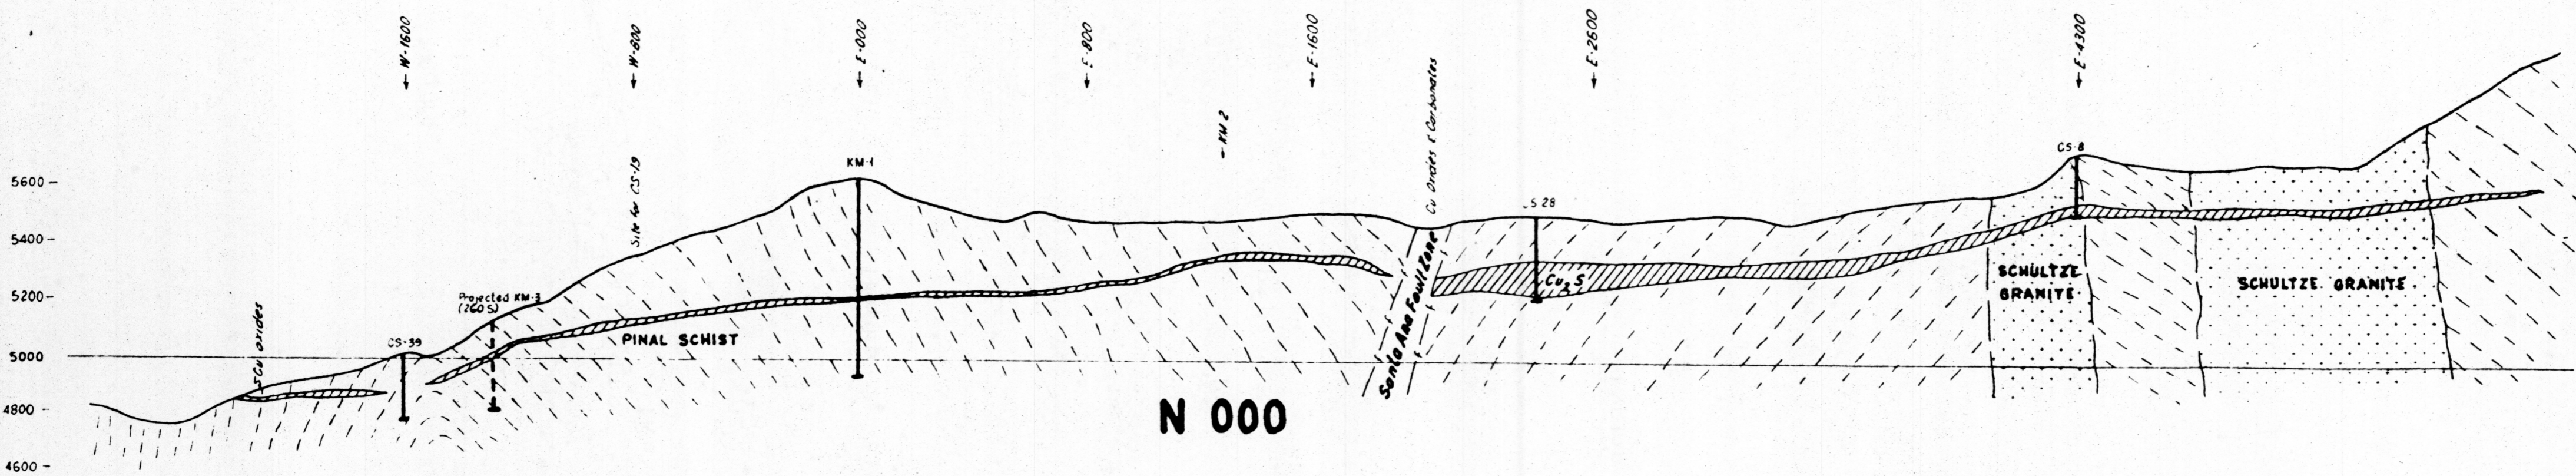 ← W-1600
← W-800
← E-000
← E-800
← E-1600
← E-2600
← E-4300
Cu Oxides & Carbonates
← KM 2
Site for CS-19
KM-1
CS-8
5600 -
CS-28
5400 -
Santa Ana Fault Zone
Cu₂S
SCHULTZE
GRANITE
SCHULTZE GRANITE
5200 -
Projected KM-3
(260 S)
Cu oxides
PINAL SCHIST
CS-39
5000
4800 -
N 000
4600 -